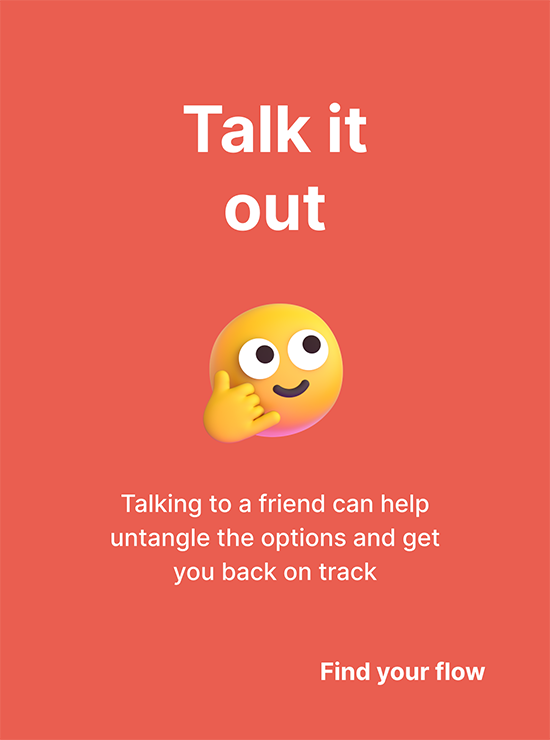 Talk it
out
Talking to a friend can help
untangle the options and get
you back on track
Find your flow